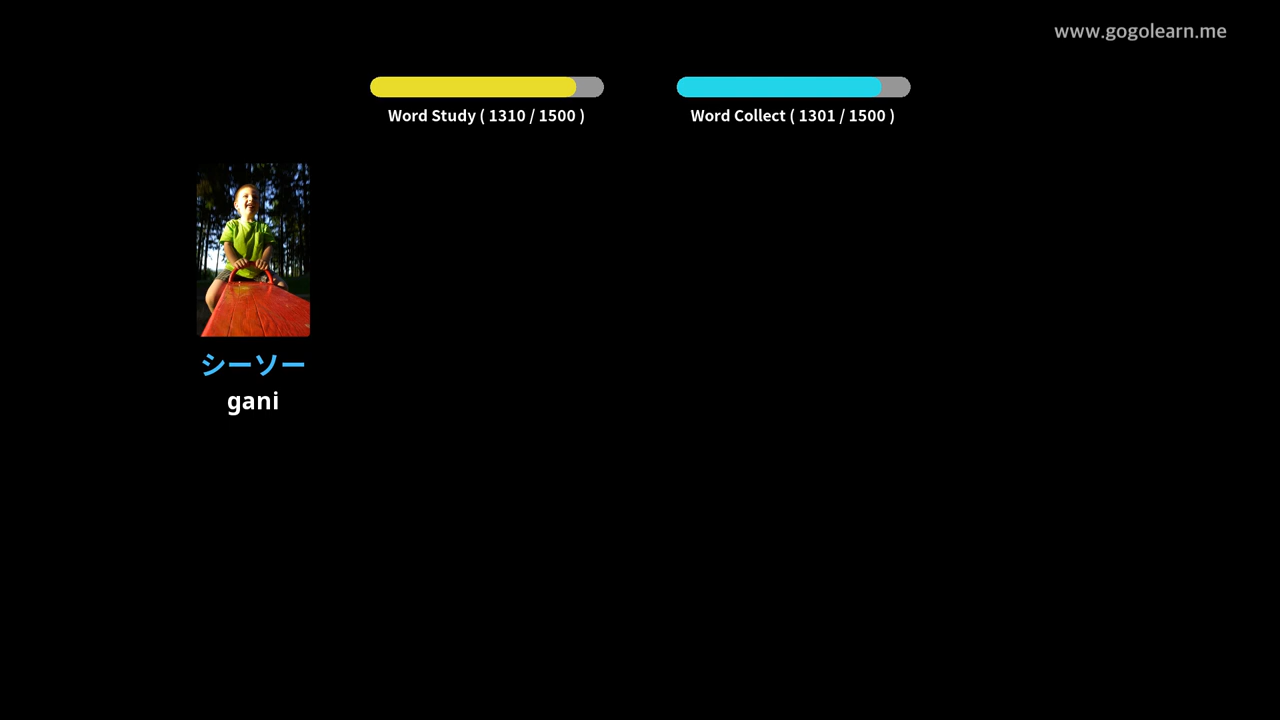 www.gogolearn.me
Word Study ( 1310 / 1500 )
Word Collect ( 1301 / 1500 )
シーソー
gani